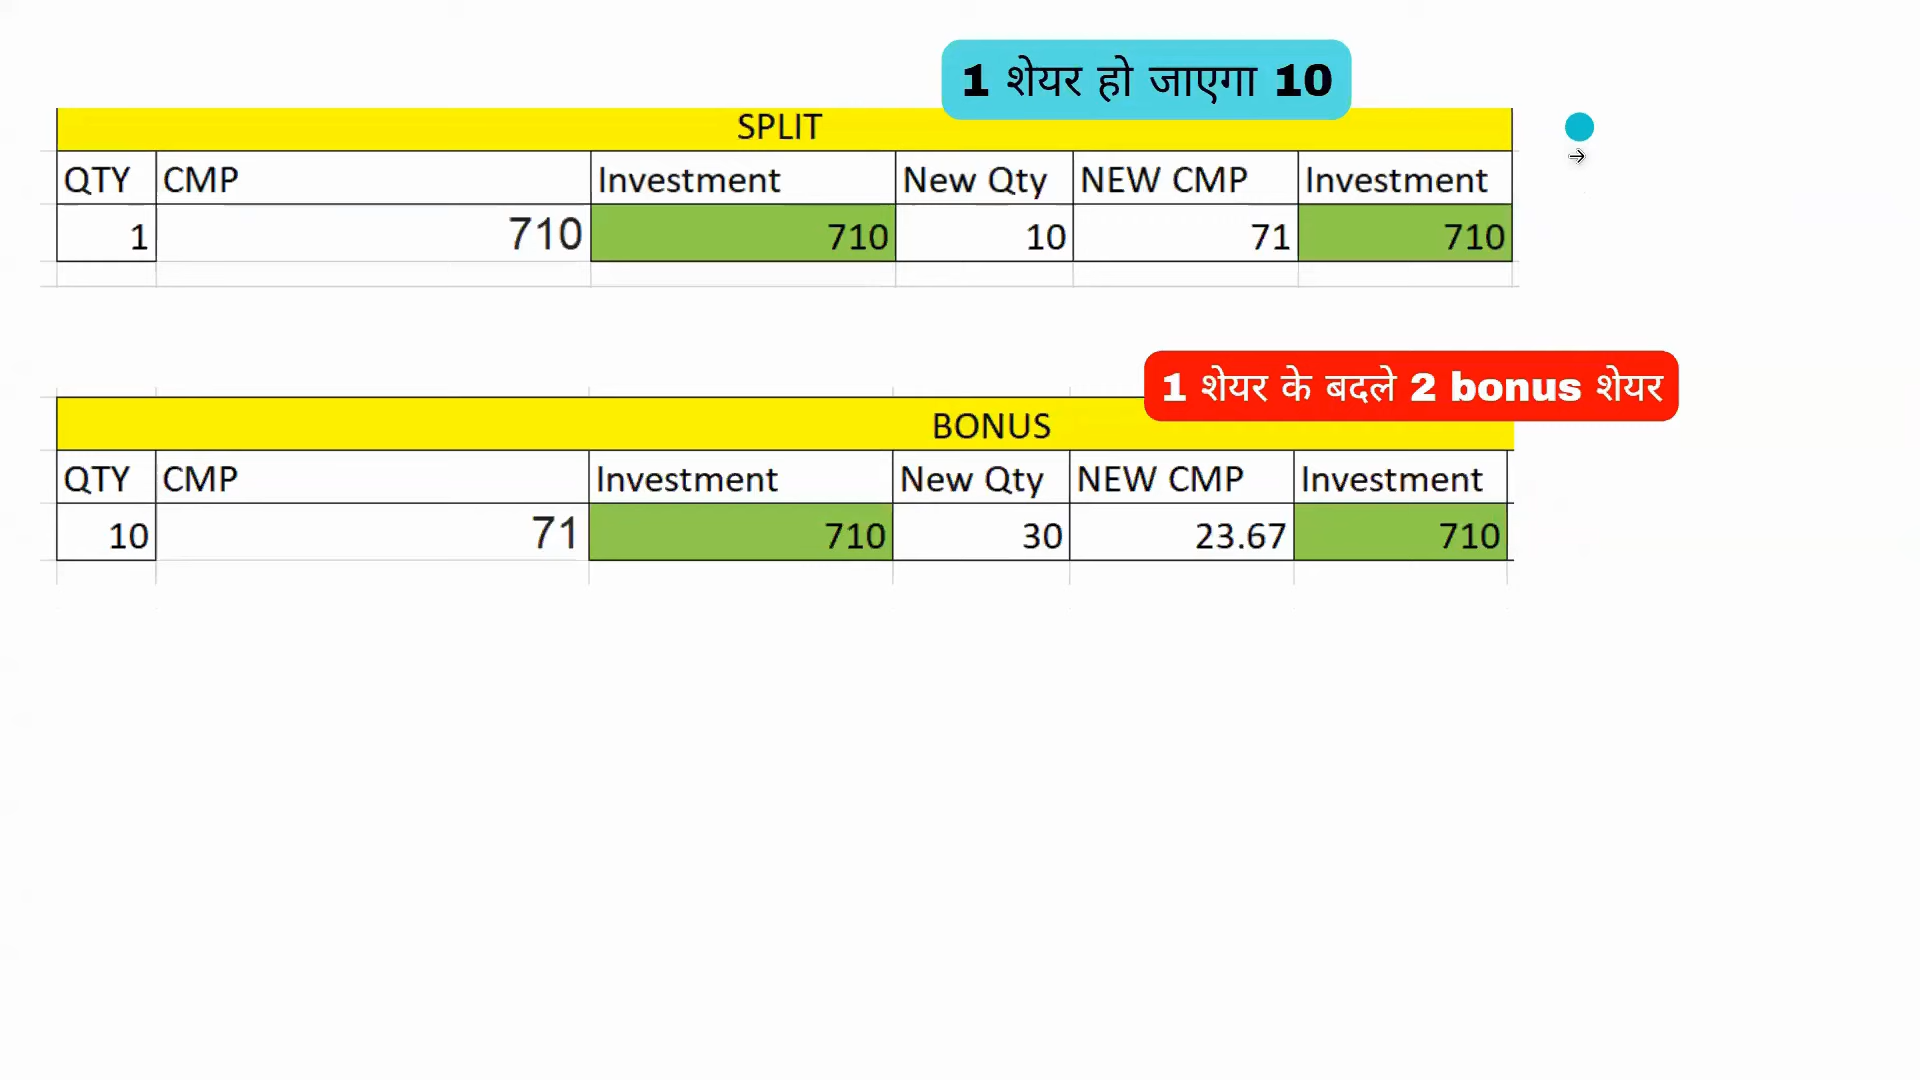 1 शेयर हो जाएगा 10
SPLIT
QTY CMP Investment New Qty NEW CMP Investment
1 710 710 10 71 710
1 शेयर के बदले 2 bonus शेयर
BONUS
QTY CMP Investment New Qty NEW CMP Investment
10 71 710 30 23.67 710